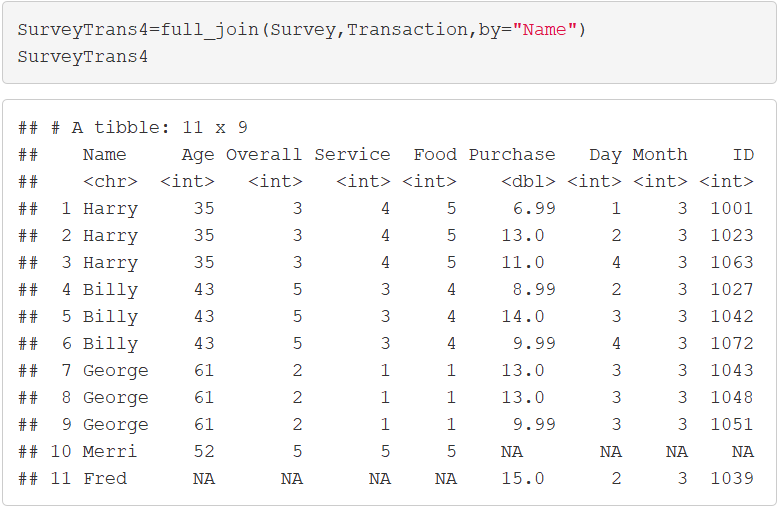 SurveyTrans4=full_join(Survey,Transaction,by="Name")
SurveyTrans4
## # A tibble: 11 x 9
##    Name     Age Overall Service  Food Purchase   Day Month    ID
##    <chr>  <int>   <int>   <int> <int>    <dbl> <int> <int> <int>
##  1 Harry     35       3       4     5     6.99     1     3  1001
##  2 Harry     35       3       4     5    13.0      2     3  1023
##  3 Harry     35       3       4     5    11.0      4     3  1063
##  4 Billy     43       5       3     4     8.99     2     3  1027
##  5 Billy     43       5       3     4    14.0      3     3  1042
##  6 Billy     43       5       3     4     9.99     4     3  1072
##  7 George    61       2       1     1    13.0      3     3  1043
##  8 George    61       2       1     1    13.0      3     3  1048
##  9 George    61       2       1     1     9.99     3     3  1051
## 10 Merri     52       5       5     5    NA       NA    NA    NA
## 11 Fred      NA      NA      NA    NA    15.0      2     3  1039